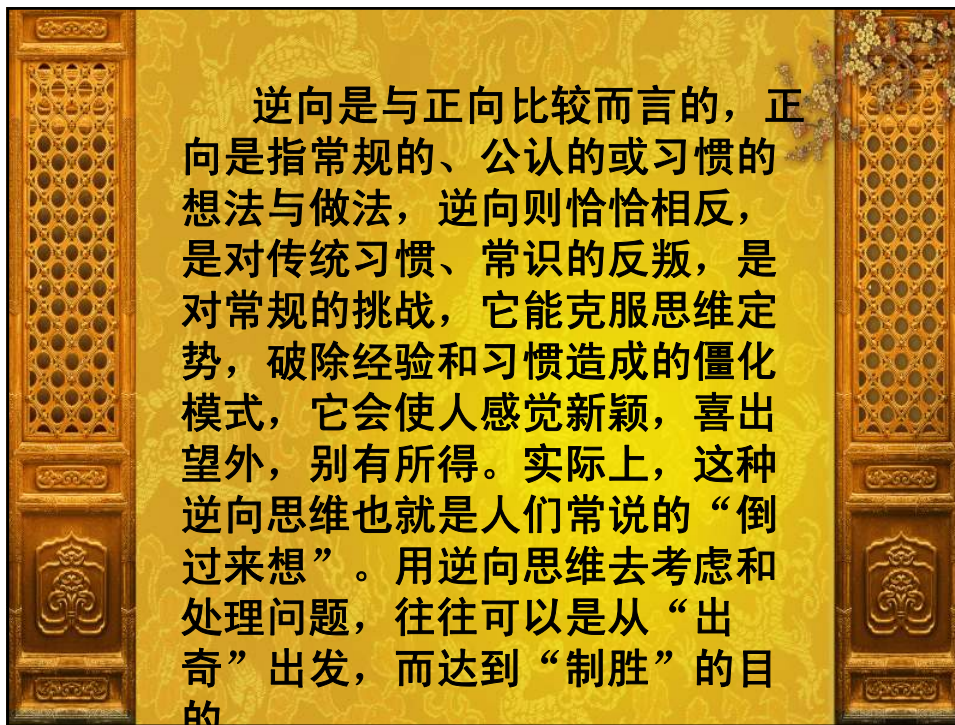 逆向是与正向比较而言的，正
向是指常规的、公认的或习惯的
想法与做法，逆向则恰恰相反，
是对传统习惯、常识的反叛，是
对常规的挑战，它能克服思维定
势，破除经验和习惯造成的僵化
模式，它会使人感觉新颖，喜出
望外，别有所得。实际上，这种
逆向思维也就是人们常说的“倒
过来想”。用逆向思维去考虑和
处理问题，往往可以是从“出
奇”出发，而达到“制胜”的目
的